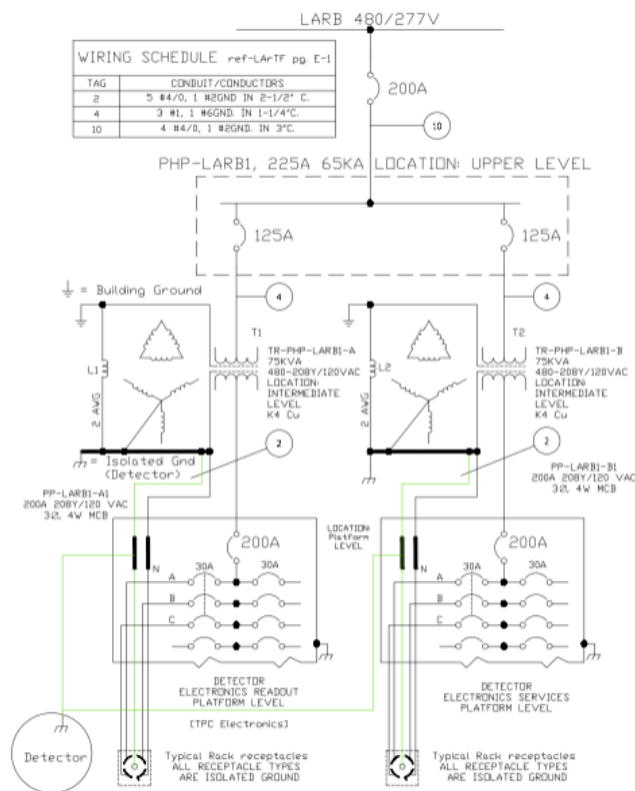 LARB 480/277V
WIRING SCHEDULE ref-LArTF pg. E-1
TAG CONDUIT/CONDUCTORS
2 5 #4/0, 1 #2GND IN 2-1/2" C.
4 3 #1, 1 #6GND. IN 1-1/4"C.
10 4 #4/0, 1 #2GND. IN 3"C.
200A
10
PHP-LARB1, 225A 65KA LOCATION: UPPER LEVEL
125A
125A
4
4
= Building Ground
T1
TR-PHP-LARB1-A
75KVA
480-208Y/120VAC
LOCATION:
INTERMEDIATE
LEVEL
K4 Cu
L1
2 AWG
T2
TR-PHP-LARB1-B
75KVA
480-208Y/120VAC
LOCATION:
INTERMEDIATE
LEVEL
K4 Cu
L2
2 AWG
2
2
= Isolated Gnd
(Detector)
PP-LARB1-A1
200A 208Y/120 VAC
3Ø, 4W MCB
PP-LARB1-B1
200A 208Y/120 VAC
3Ø, 4W MCB
LOCATION:
Platform
LEVEL
200A
N
30A
30A
A
B
C
200A
N
30A
30A
A
B
C
DETECTOR
ELECTRONICS READOUT
PLATFORM LEVEL
[TPC Electronics]
DETECTOR
ELECTRONICS SERVICES
PLATFORM LEVEL
Detector
Typical Rack receptacles
ALL RECEPTACLE TYPES
ARE ISOLATED GROUND
Typical Rack receptacles
ALL RECEPTACLE TYPES
ARE ISOLATED GROUND